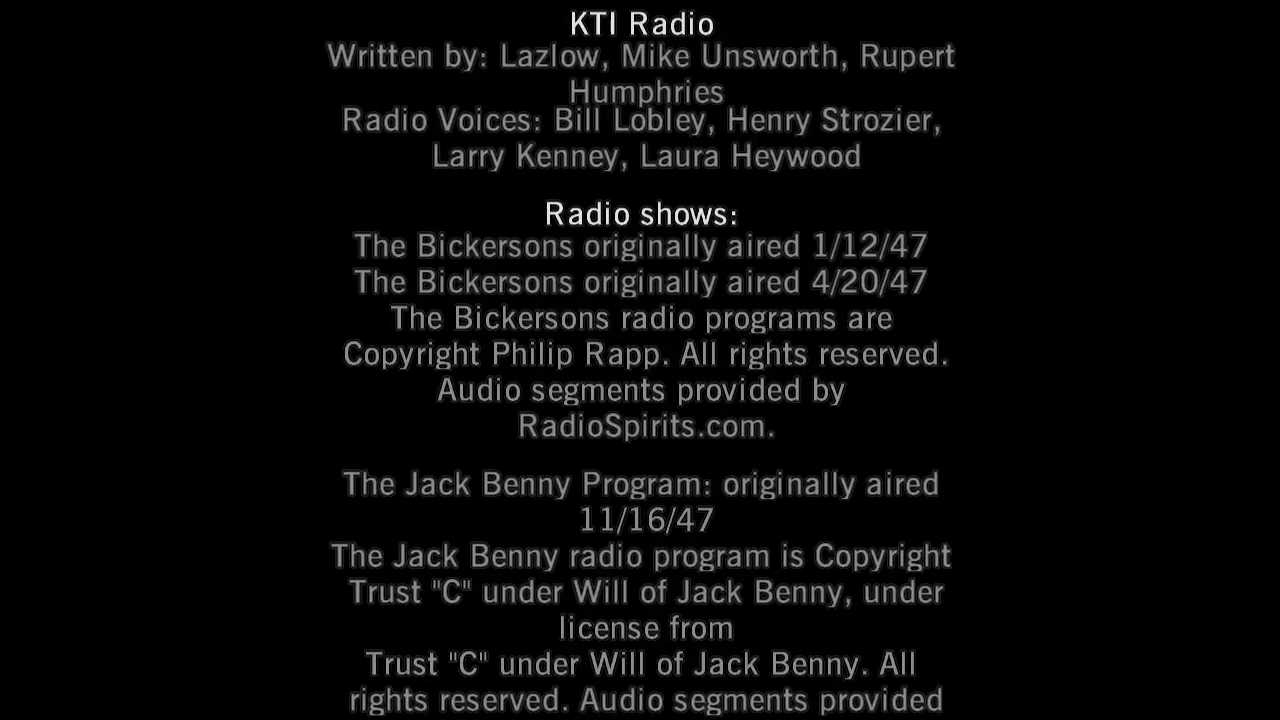 KTI Radio
Written by: Lazlow, Mike Unsworth, Rupert
Humphries
Radio Voices: Bill Lobley, Henry Strozier,
Larry Kenney, Laura Heywood
Radio shows:
The Bickersons originally aired 1/12/47
The Bickersons originally aired 4/20/47
The Bickersons radio programs are
Copyright Philip Rapp. All rights reserved.
Audio segments provided by
RadioSpirits.com.
The Jack Benny Program: originally aired
11/16/47
The Jack Benny radio program is Copyright
Trust "C" under Will of Jack Benny, under
license from
Trust "C" under Will of Jack Benny. All
rights reserved. Audio segments provided